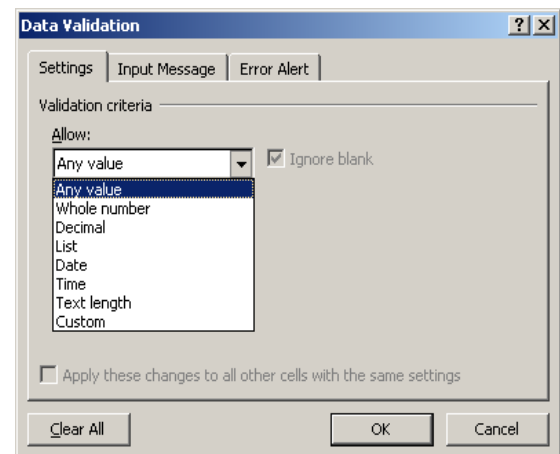 Data Validation
Settings Input Message Error Alert
Validation criteria
Allow:
Any value Ignore blank
Any value
Whole number
Decimal
List
Date
Time
Text length
Custom
Apply these changes to all other cells with the same settings
Clear All OK Cancel